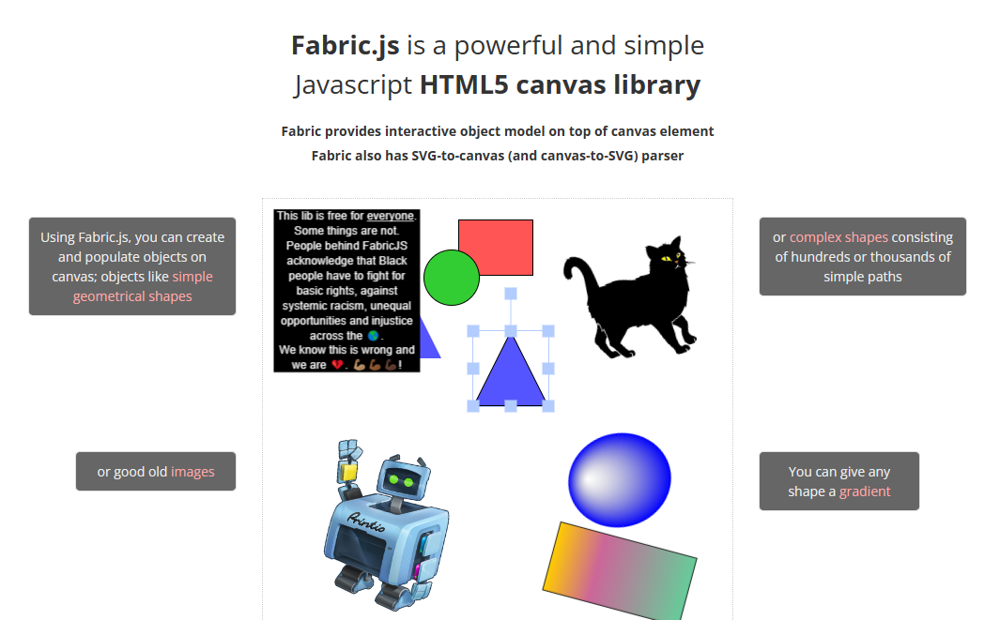 Fabric.js is a powerful and simple
Javascript HTML5 canvas library
Fabric provides interactive object model on top of canvas element
Fabric also has SVG-to-canvas (and canvas-to-SVG) parser
Using Fabric.js, you can create
and populate objects on
canvas; objects like simple
geometrical shapes
This lib is free for everyone.
Some things are not.
People behind FabricJS
acknowledge that Black
people have to fight for
basic rights, against
systemic racism, unequal
opportunities and injustice
across the 🌎.
We know this is wrong and
we are 💔. 💪🏽💪🏾💪🏿!
or complex shapes consisting
of hundreds or thousands of
simple paths
or good old images
Printio
You can give any
shape a gradient